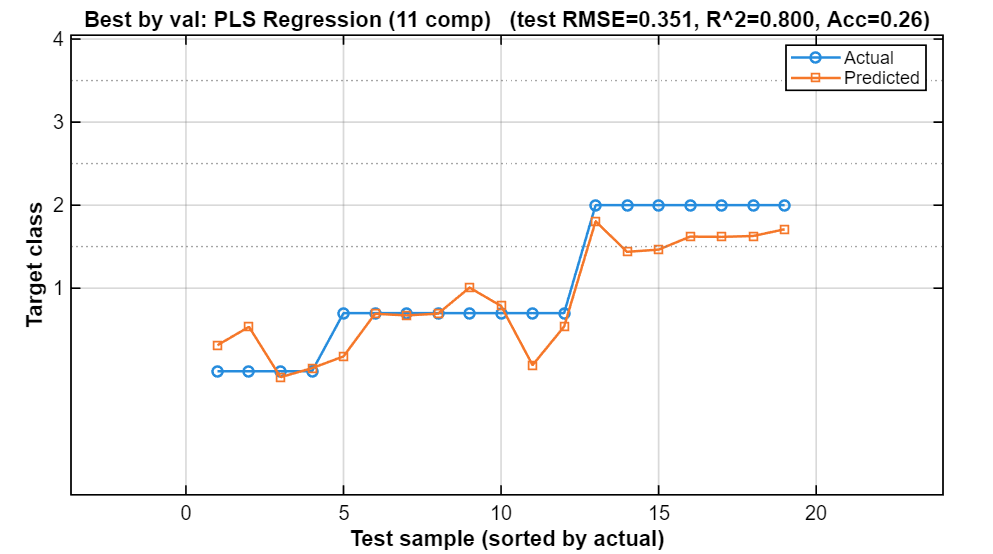 Best by val: PLS Regression (11 comp)   (test RMSE=0.351, R^2=0.800, Acc=0.26)
Actual
Predicted
4
3
2
1
Target class
0 5 10 15 20
Test sample (sorted by actual)